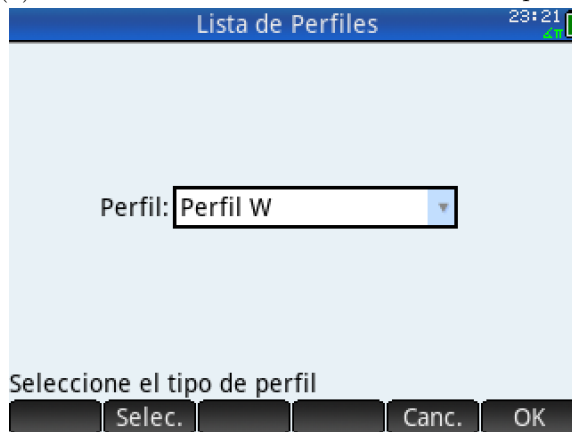 Lista de Perfiles
23:21
∡π
Perfil: Perfil W
Seleccione el tipo de perfil
Selec. Canc. OK